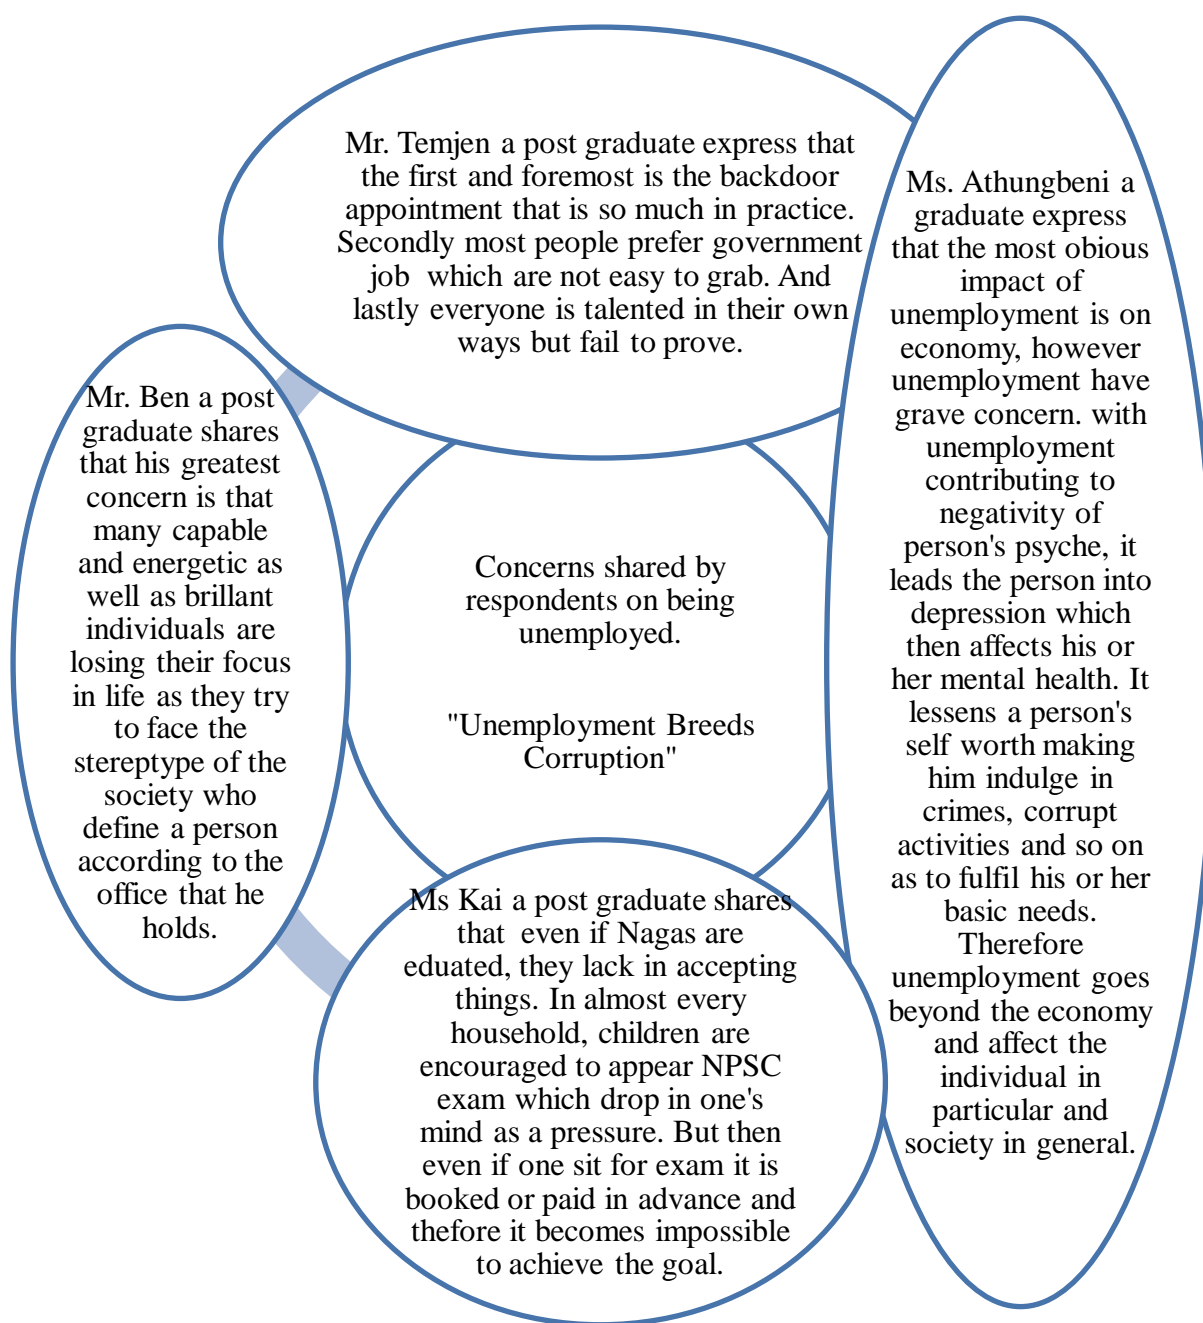 Mr. Temjen a post graduate express that
the first and foremost is the backdoor
appointment that is so much in practice.
Secondly most people prefer government
job which are not easy to grab. And
lastly everyone is talented in their own
ways but fail to prove.
Ms. Athungbeni a
graduate express
that the most obious
impact of
unemployment is on
economy, however
unemployment have
grave concern. with
unemployment
contributing to
negativity of
person's psyche, it
leads the person into
depression which
then affects his or
her mental health. It
lessens a person's
self worth making
him indulge in
crimes, corrupt
activities and so on
as to fulfil his or her
basic needs.
Therefore
unemployment goes
beyond the economy
and affect the
individual in
particular and
society in general.
Mr. Ben a post
graduate shares
that his greatest
concern is that
many capable
and energetic as
well as brillant
individuals are
losing their focus
in life as they try
to face the
stereptype of the
society who
define a person
according to the
office that he
holds.
Concerns shared by
respondents on being
unemployed.
"Unemployment Breeds
Corruption"
Ms Kai a post graduate shares
that even if Nagas are
eduated, they lack in accepting
things. In almost every
household, children are
encouraged to appear NPSC
exam which drop in one's
mind as a pressure. But then
even if one sit for exam it is
booked or paid in advance and
thefore it becomes impossible
to achieve the goal.